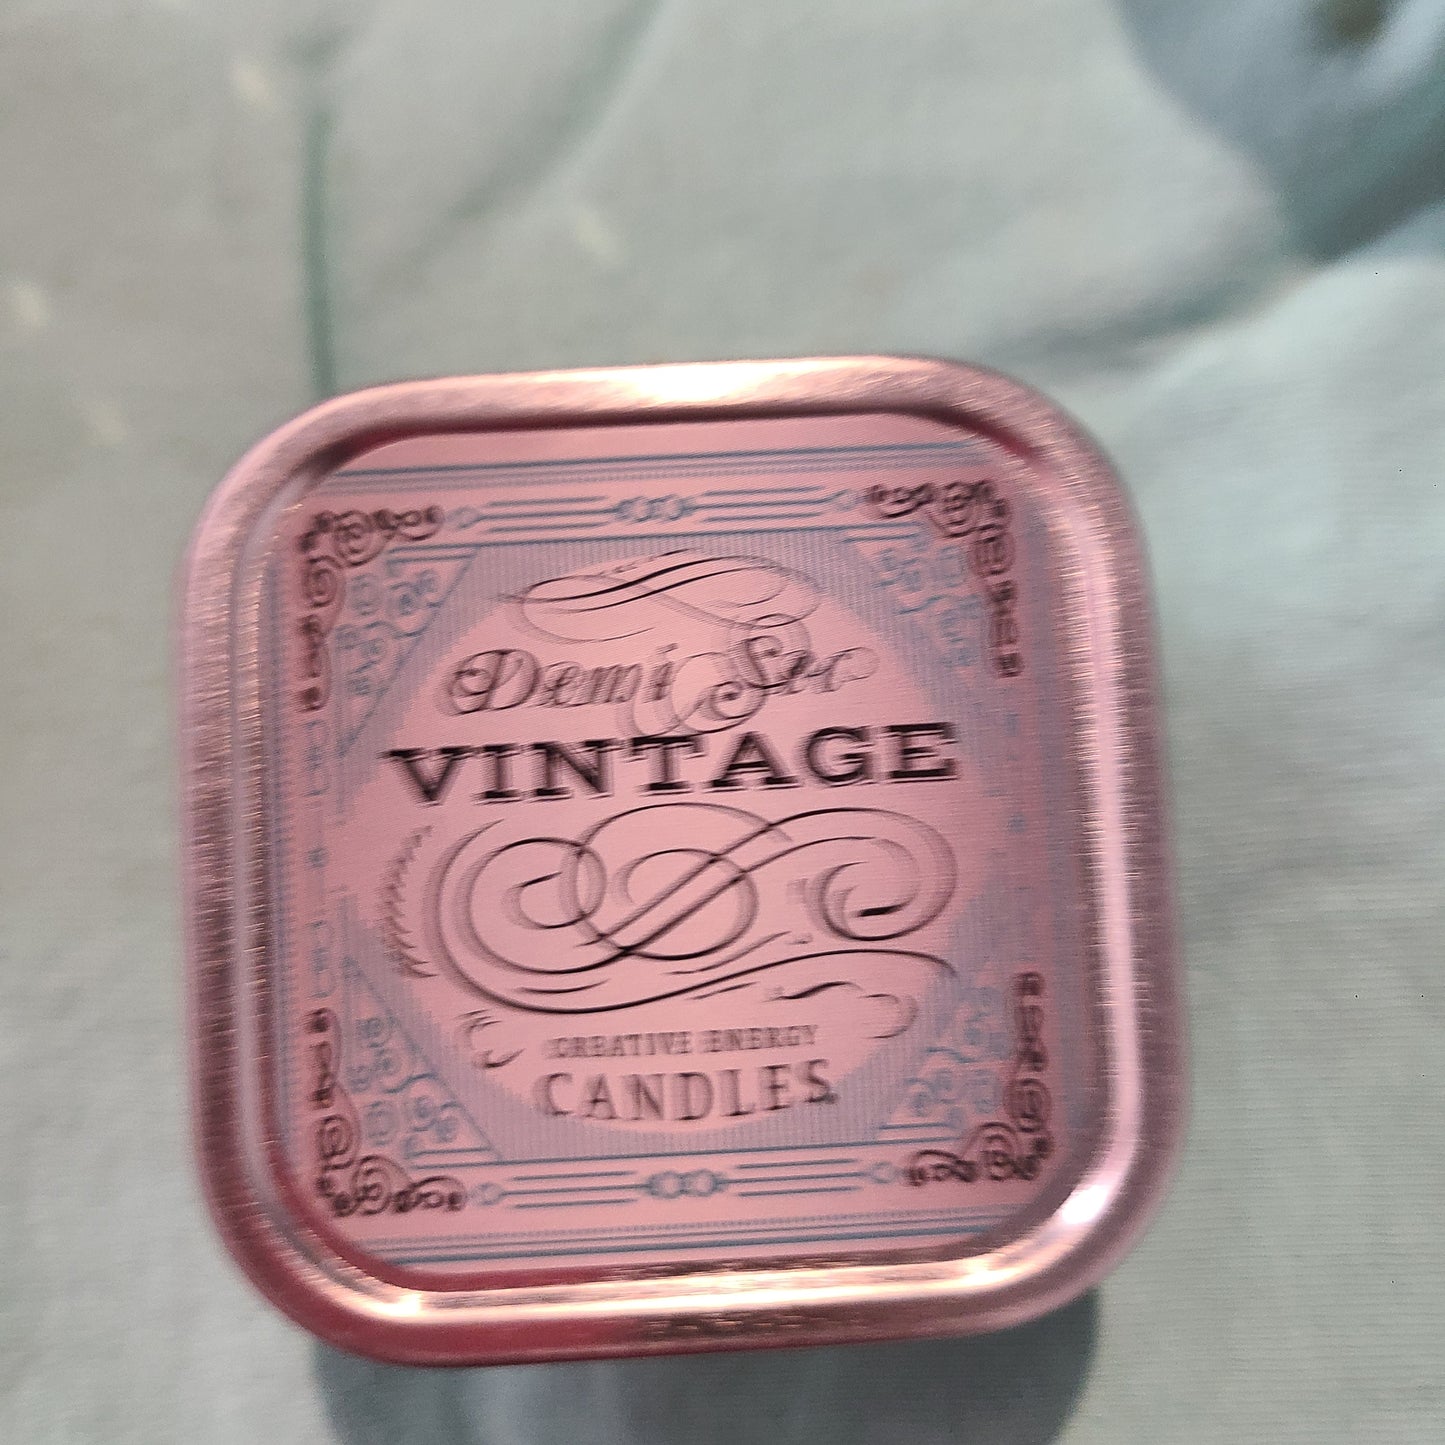 Demi Sec
VINTAGE
CREATIVE ENERGY
CANDLES